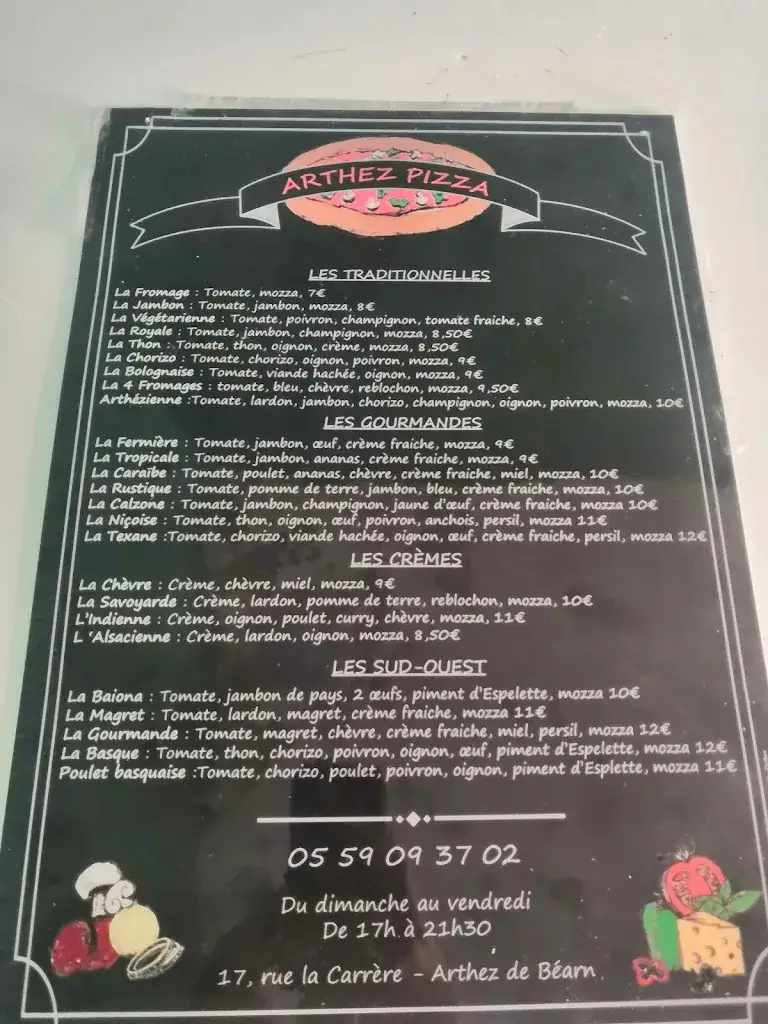 ARTHEZ PIZZA
LES TRADITIONNELLES
La Fromage : Tomate, mozza, 7€
La Jambon : Tomate, jambon, mozza, 8€
La Végétarienne : Tomate, poivron, champignon, tomate fraiche, 8€
La Royale : Tomate, jambon, champignon, mozza, 8,50€
La Thon : Tomate, thon, oignon, crème, mozza, 8,50€
La Chorizo : Tomate, chorizo, oignon, poivron, mozza, 9€
La Bolognaise : Tomate, viande hachée, oignon, mozza, 9€
La 4 Fromages : tomate, bleu, chèvre, reblochon, mozza, 9,50€
Arthézienne :Tomate, lardon, jambon, chorizo, champignon, oignon, poivron, mozza, 10€
LES GOURMANDES
La Fermière : Tomate, jambon, œuf, crème fraiche, mozza, 9€
La Tropicale : Tomate, jambon, ananas, crème fraiche, mozza, 9€
La Caraïbe : Tomate, poulet, ananas, chèvre, crème fraiche, miel, mozza, 10€
La Rustique : Tomate, pomme de terre, jambon, bleu, crème fraiche, mozza, 10€
La Calzone : Tomate, jambon, champignon, jaune d'œuf, crème fraiche, mozza 10€
La Niçoise : Tomate, thon, oignon, œuf, poivron, anchois, persil, mozza 11€
La Texane :Tomate, chorizo, viande hachée, oignon, œuf, crème fraiche, persil, mozza 12€
LES CRÈMES
La Chèvre : Crème, chèvre, miel, mozza, 9€
La Savoyarde : Crème, lardon, pomme de terre, reblochon, mozza, 10€
L'Indienne : Crème, oignon, poulet, curry, chèvre, mozza, 11€
L 'Alsacienne : Crème, lardon, oignon, mozza, 8,50€
LES SUD-OUEST
La Baiona : Tomate, jambon de pays, 2 œufs, piment d'Espelette, mozza 10€
La Magret : Tomate, lardon, magret, crème fraiche, mozza 11€
La Gourmande : Tomate, magret, chèvre, crème fraiche, miel, persil, mozza 12€
La Basque : Tomate, thon, chorizo, poivron, oignon, œuf, piment d'Espelette, mozza 12€
Poulet basquaise :Tomate, chorizo, poulet, poivron, oignon, piment d'Esplette, mozza 11€
05 59 09 37 02
Du dimanche au vendredi
De 17h à 21h30
17, rue la Carrère - Arthez de Béarn